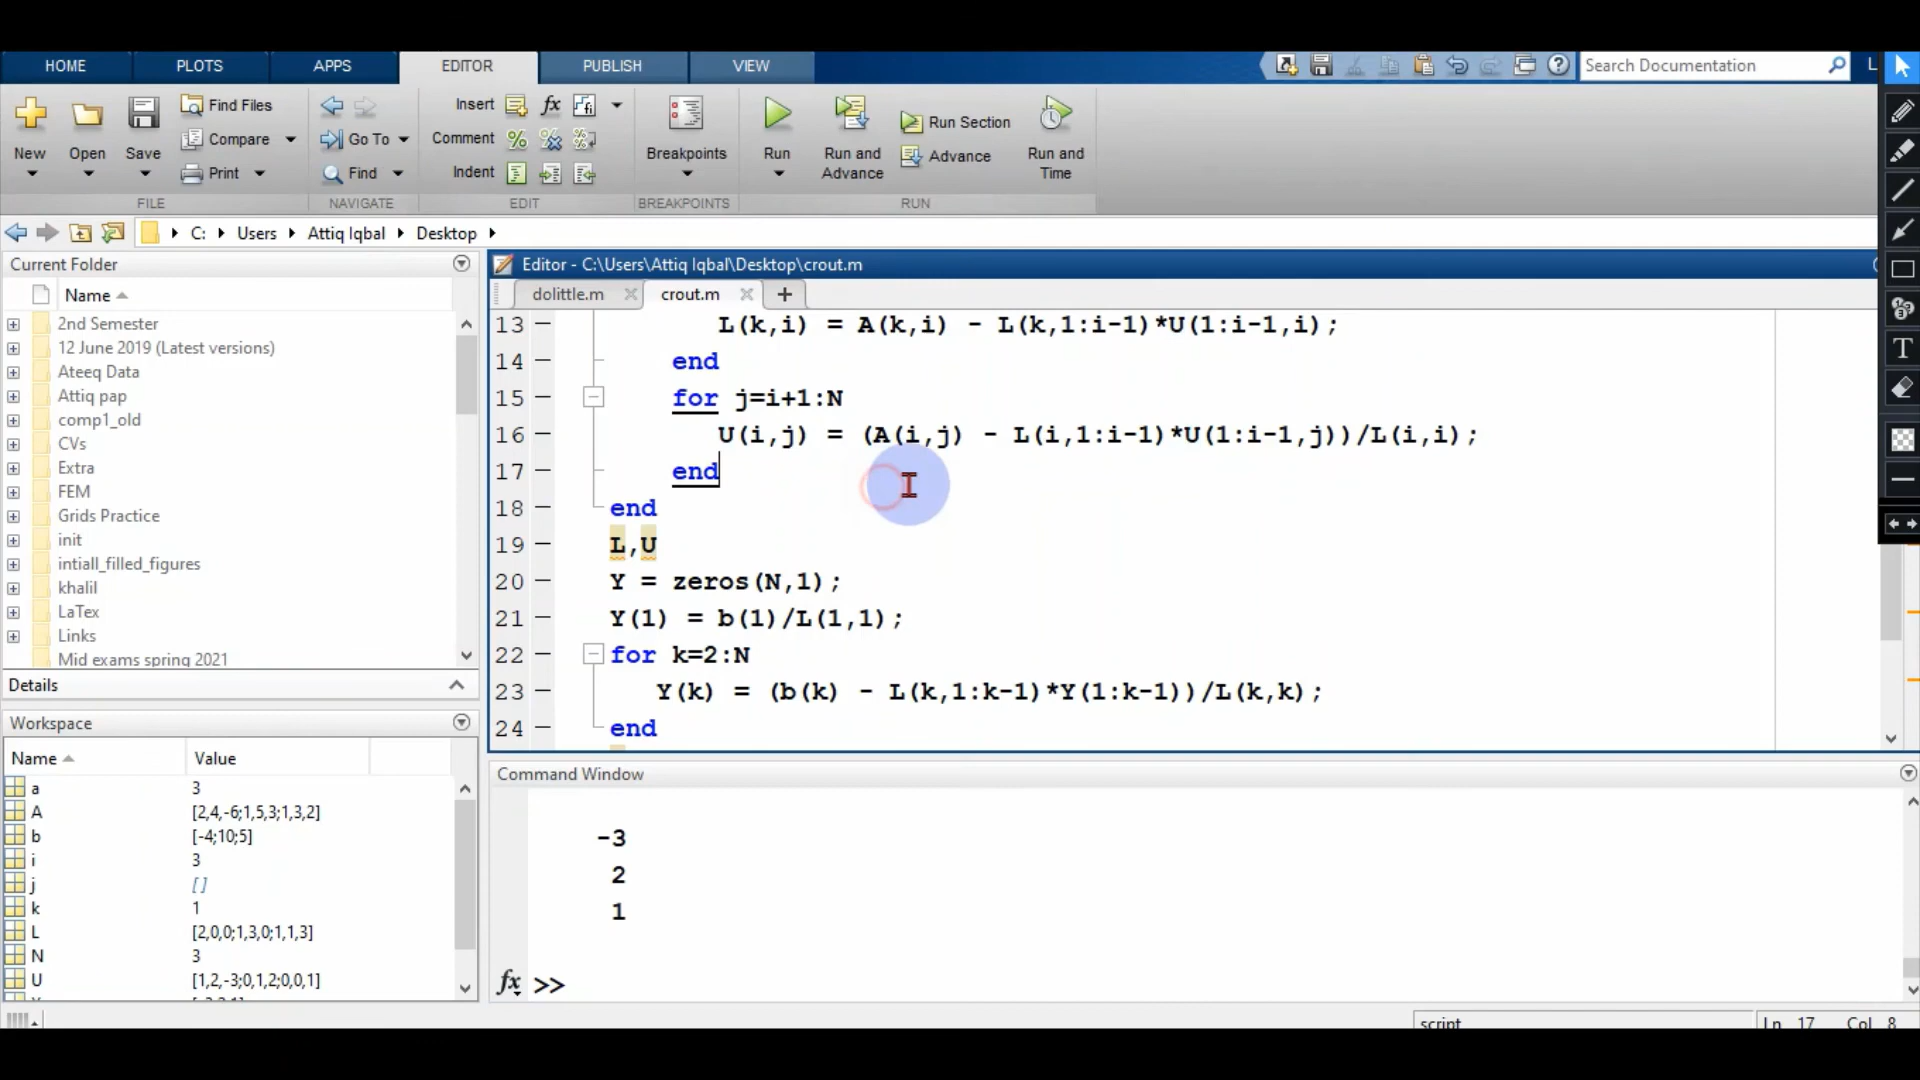 HOME PLOTS APPS EDITOR PUBLISH VIEW Search Documentation L
New Open Save Find Files Compare Print FILE
Go To Find NAVIGATE
Insert fx Comment Indent EDIT
Breakpoints BREAKPOINTS
Run Run and Advance Run Section Advance Run and Time RUN
C: Users Attiq Iqbal Desktop
Current Folder
Name
2nd Semester
12 June 2019 (Latest versions)
Ateeq Data
Attiq pap
comp1_old
CVs
Extra
FEM
Grids Practice
init
intiall_filled_figures
khalil
LaTex
Links
Mid exams spring 2021
Details
Workspace
Name Value
a 3
A [2,4,-6;1,5,3;1,3,2]
b [-4;10;5]
i 3
j []
k 1
L [2,0,0;1,3,0;1,1,3]
N 3
U [1,2,-3;0,1,2;0,0,1]
Editor - C:\Users\Attiq Iqbal\Desktop\crout.m
dolittle.m crout.m
13 L(k,i) = A(k,i) - L(k,1:i-1)*U(1:i-1,i);
14 end
15 for j=i+1:N
16 U(i,j) = (A(i,j) - L(i,1:i-1)*U(1:i-1,j))/L(i,i);
17 end
18 end
19 L,U
20 Y = zeros(N,1);
21 Y(1) = b(1)/L(1,1);
22 for k=2:N
23 Y(k) = (b(k) - L(k,1:k-1)*Y(1:k-1))/L(k,k);
24 end
Command Window
-3
2
1
fx >>
script Ln 17 Col 8